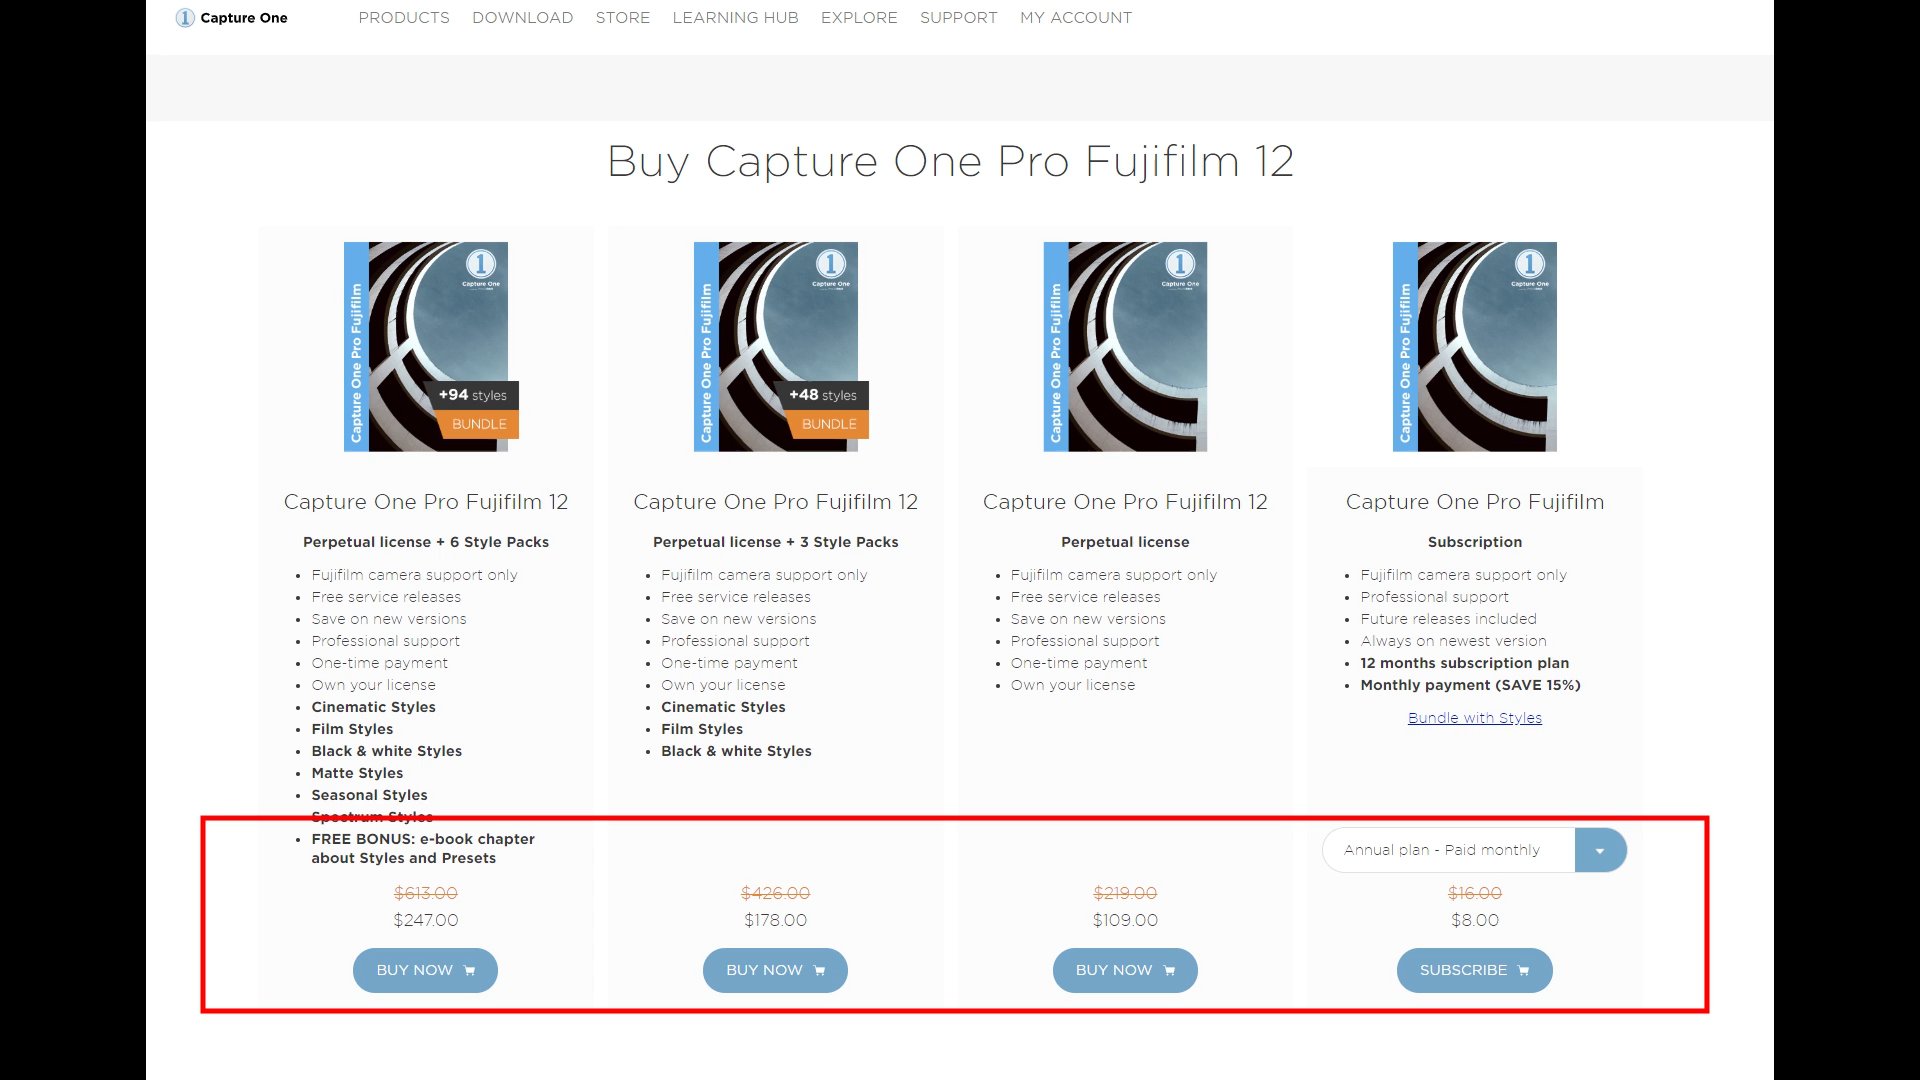 Capture One
PRODUCTS DOWNLOAD STORE LEARNING HUB EXPLORE SUPPORT MY ACCOUNT
Buy Capture One Pro Fujifilm 12
Capture One Pro Fujifilm
Capture One
+94 styles
BUNDLE
Capture One Pro Fujifilm 12
Perpetual license + 6 Style Packs
Fujifilm camera support only
Free service releases
Save on new versions
Professional support
One-time payment
Own your license
Cinematic Styles
Film Styles
Black & white Styles
Matte Styles
Seasonal Styles
Spectrum Styles
FREE BONUS: e-book chapter
about Styles and Presets
$613.00
$247.00
BUY NOW
Capture One Pro Fujifilm
Capture One
+48 styles
BUNDLE
Capture One Pro Fujifilm 12
Perpetual license + 3 Style Packs
Fujifilm camera support only
Free service releases
Save on new versions
Professional support
One-time payment
Own your license
Cinematic Styles
Film Styles
Black & white Styles
$426.00
$178.00
BUY NOW
Capture One Pro Fujifilm
Capture One
Capture One Pro Fujifilm 12
Perpetual license
Fujifilm camera support only
Free service releases
Save on new versions
Professional support
One-time payment
Own your license
$219.00
$109.00
BUY NOW
Capture One Pro Fujifilm
Capture One
Capture One Pro Fujifilm
Subscription
Fujifilm camera support only
Professional support
Future releases included
Always on newest version
12 months subscription plan
Monthly payment (SAVE 15%)
Bundle with Styles
Annual plan - Paid monthly
$16.00
$8.00
SUBSCRIBE